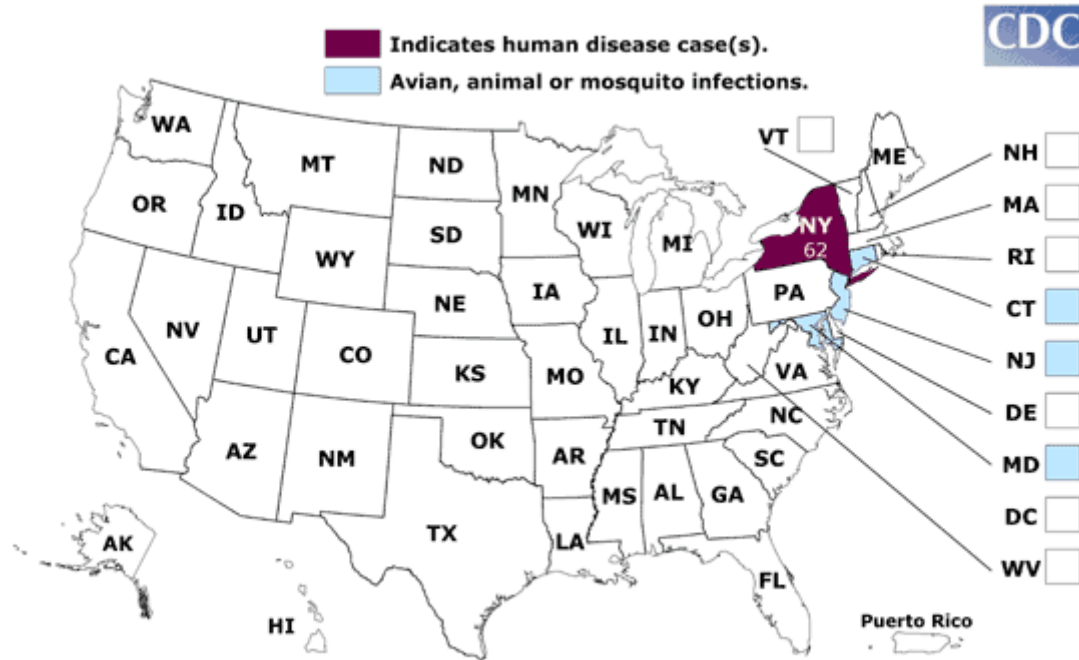 CDC
Indicates human disease case(s).
Avian, animal or mosquito infections.
WA
MT
ND
MN
VT
ME
NH
OR
ID
SD
WI
MI
NY
62
MA
WY
RI
NE
IA
PA
CT
NV
UT
CO
IL
IN
OH
NJ
CA
KS
MO
KY
VA
DE
AZ
NM
OK
AR
TN
NC
MD
SC
MS
AL
GA
DC
TX
LA
AK
FL
WV
HI
Puerto Rico